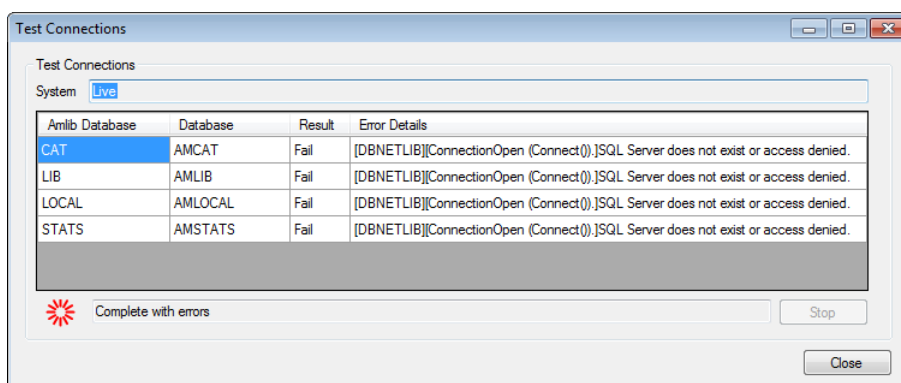 Test Connections
Test Connections
System Live
Amlib Database Database Result Error Details
CAT AMCAT Fail [DBNETLIB][ConnectionOpen (Connect()).]SQL Server does not exist or access denied.
LIB AMLIB Fail [DBNETLIB][ConnectionOpen (Connect()).]SQL Server does not exist or access denied.
LOCAL AMLOCAL Fail [DBNETLIB][ConnectionOpen (Connect()).]SQL Server does not exist or access denied.
STATS AMSTATS Fail [DBNETLIB][ConnectionOpen (Connect()).]SQL Server does not exist or access denied.
Complete with errors Stop
Close